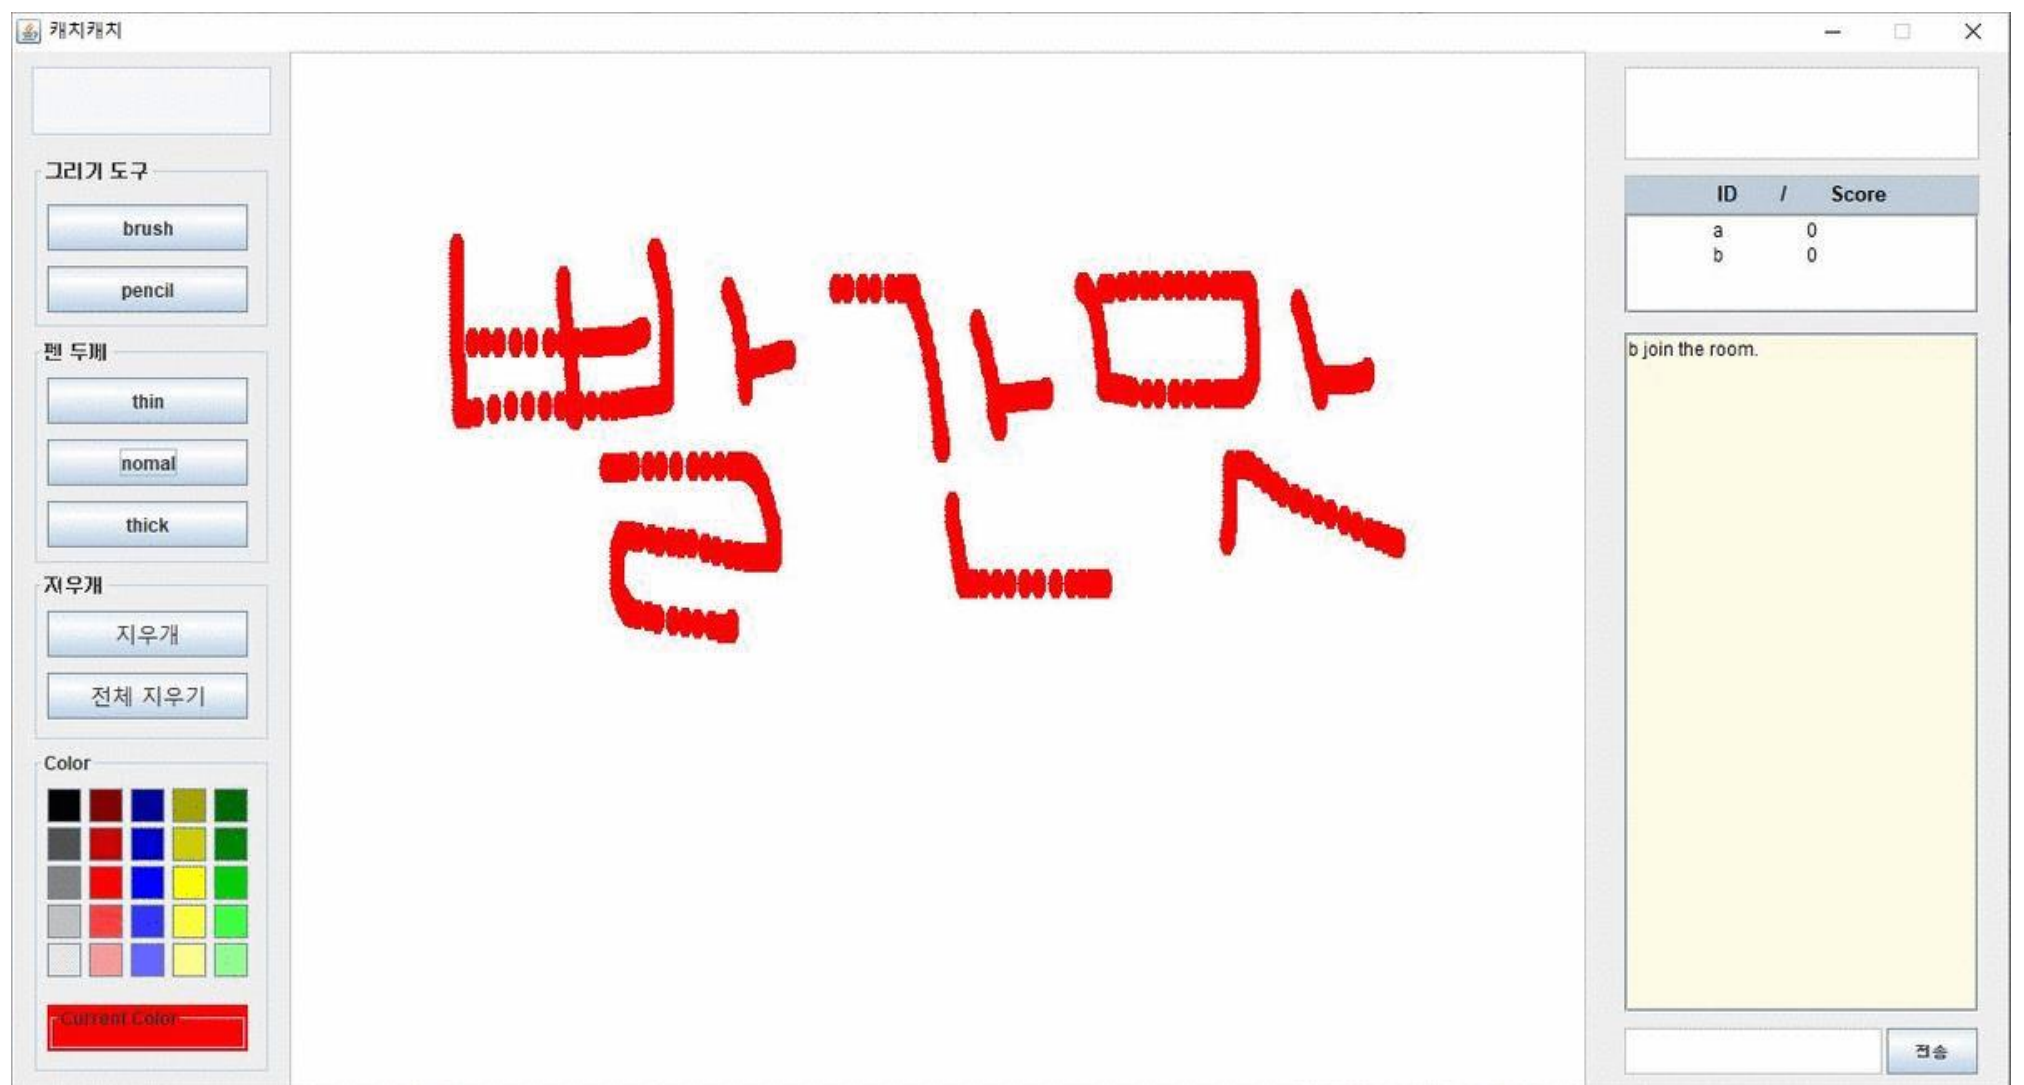 캐치캐치
그리기 도구
brush
pencil
펜 두께
thin
nomal
thick
지우개
지우개
전체 지우기
Color
Current Color
빨간맛
ID / Score
a 0
b 0
b join the room.
전송